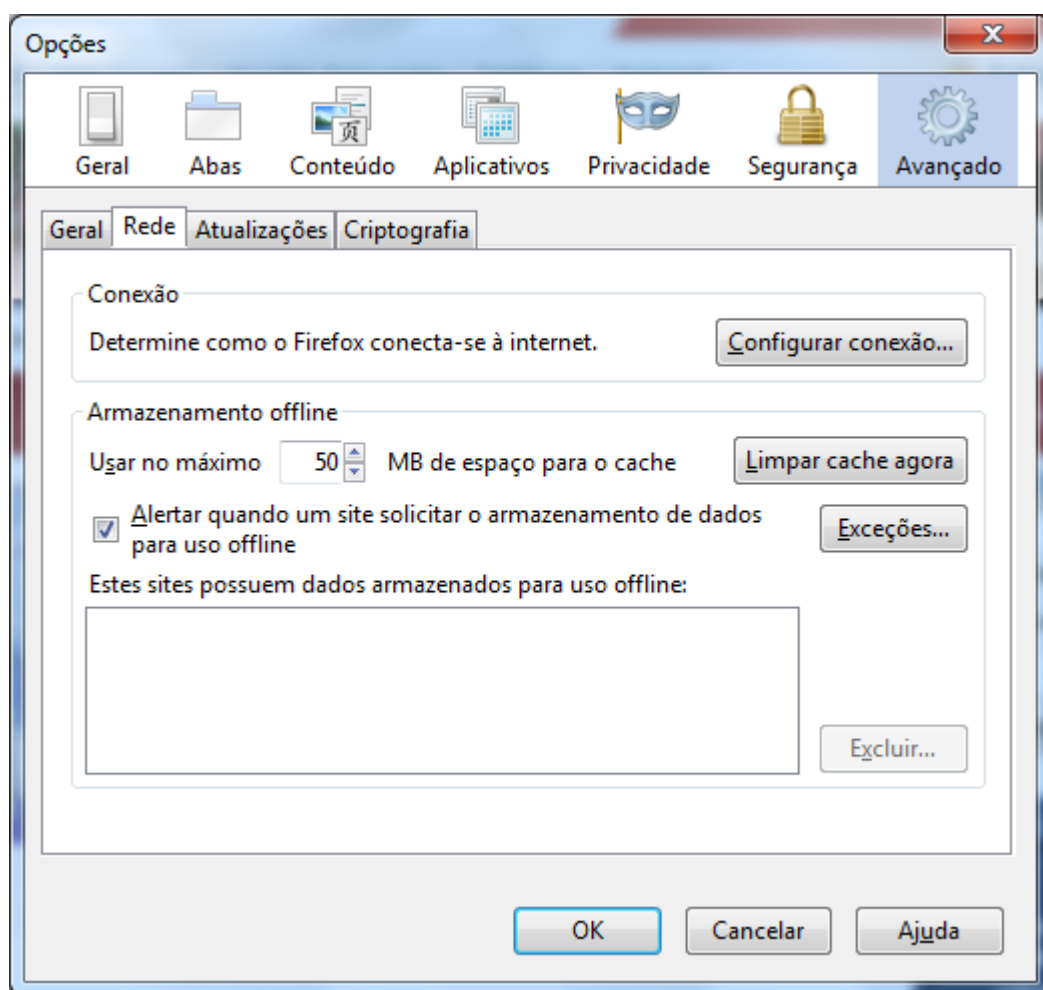 Opções
Geral Abas Conteúdo Aplicativos Privacidade Segurança Avançado
页
Geral Rede Atualizações Criptografia
Conexão
Determine como o Firefox conecta-se à internet. Configurar conexão...
Armazenamento offline
Usar no máximo 50 MB de espaço para o cache Limpar cache agora
Alertar quando um site solicitar o armazenamento de dados
para uso offline
Exceções...
Estes sites possuem dados armazenados para uso offline:
Excluir...
OK Cancelar Ajuda